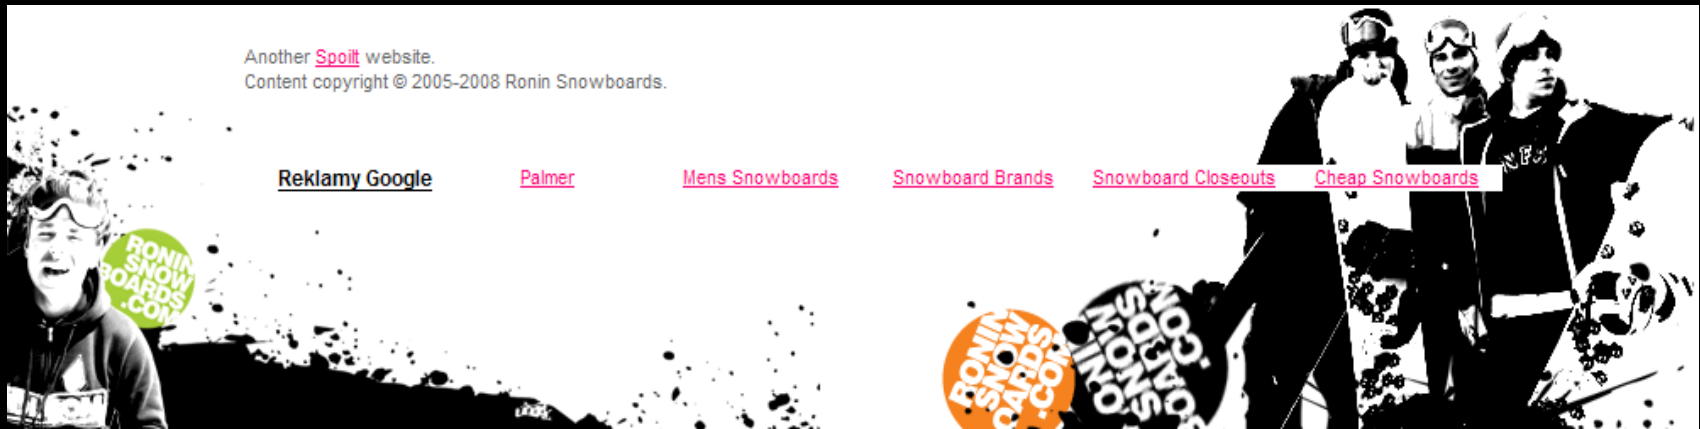 Another Spoilt website.
Content copyright © 2005-2008 Ronin Snowboards.
Reklamy Google Palmer Mens Snowboards Snowboard Brands Snowboard Closeouts Cheap Snowboards
RONIN
SNOW
BOARDS
.COM
RONIN
SNOW
OARDS
.COM